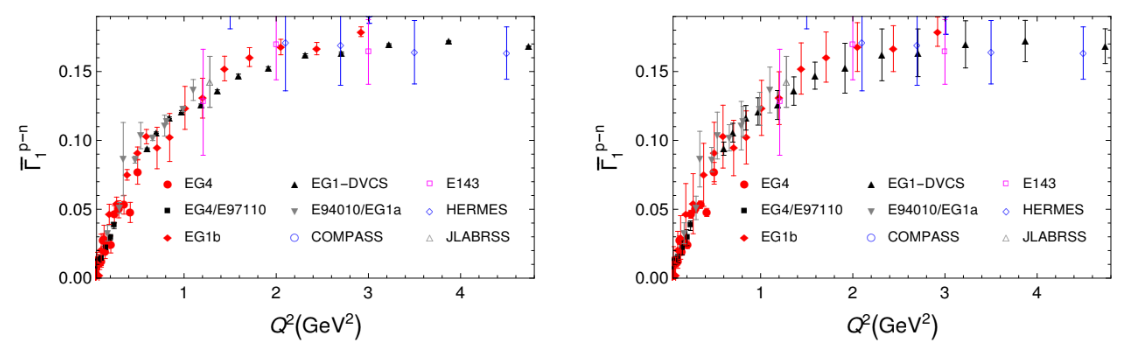 0.15
0.10
0.05
0.00
Γ̅₁ᵖ⁻ⁿ
EG4
EG4/E97110
EG1b
EG1-DVCS
E94010/EG1a
COMPASS
E143
HERMES
JLABRSS
1 2 3 4
Q²(GeV²)
0.15
0.10
0.05
0.00
Γ̅₁ᵖ⁻ⁿ
EG4
EG4/E97110
EG1b
EG1-DVCS
E94010/EG1a
COMPASS
E143
HERMES
JLABRSS
1 2 3 4
Q²(GeV²)